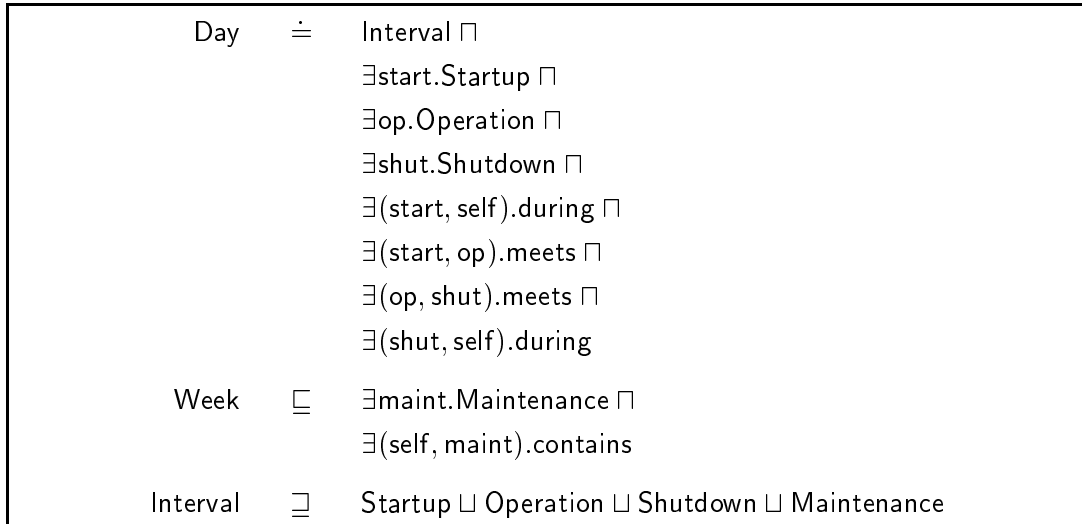 Day ≐ Interval ⊓
∃start.Startup ⊓
∃op.Operation ⊓
∃shut.Shutdown ⊓
∃(start, self).during ⊓
∃(start, op).meets ⊓
∃(op, shut).meets ⊓
∃(shut, self).during
Week ⊑ ∃maint.Maintenance ⊓
∃(self, maint).contains
Interval ⊒ Startup ⊔ Operation ⊔ Shutdown ⊔ Maintenance